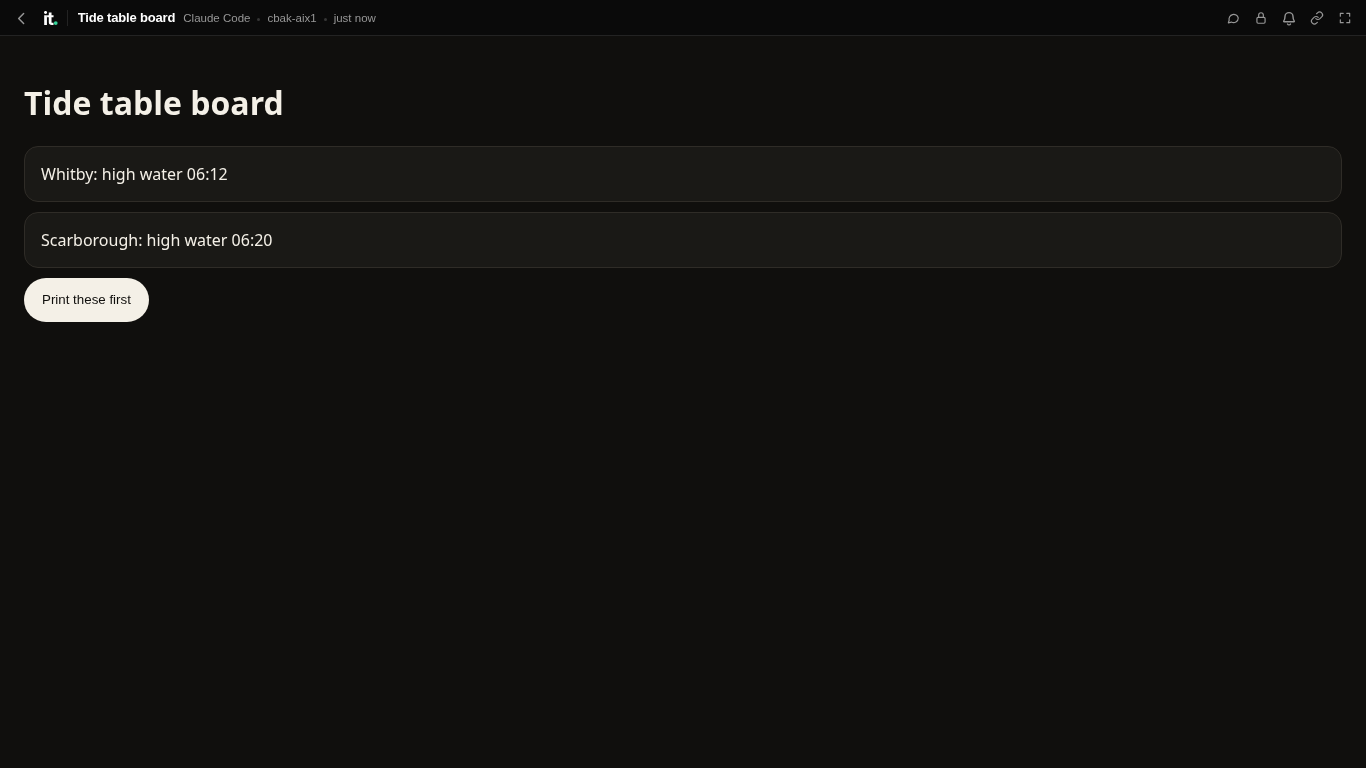 it. Tide table board Claude Code • cbak-aix1 • just now
Tide table board
Whitby: high water 06:12
Scarborough: high water 06:20
Print these first